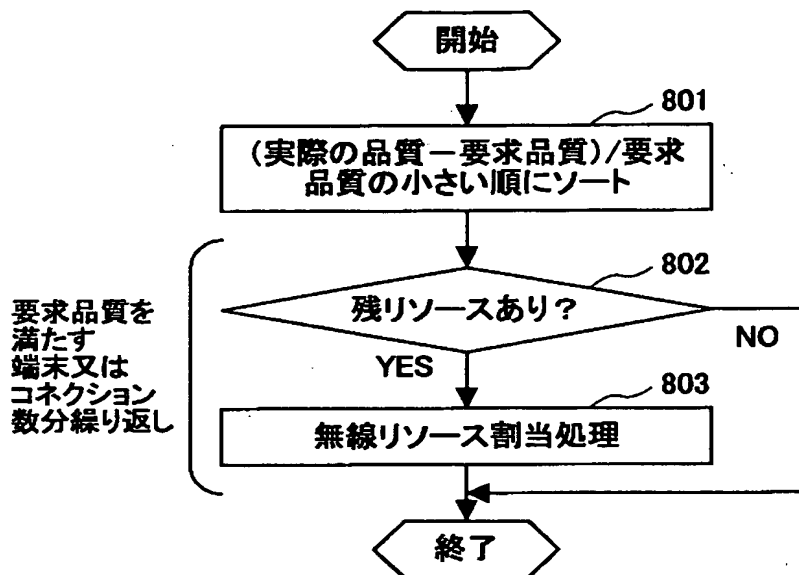 開始
801
(実際の品質－要求品質)/要求
品質の小さい順にソート
802
残リソースあり？
NO
YES
要求品質を
満たす
端末又は
コネクション
数分繰り返し
803
無線リソース割当処理
終了